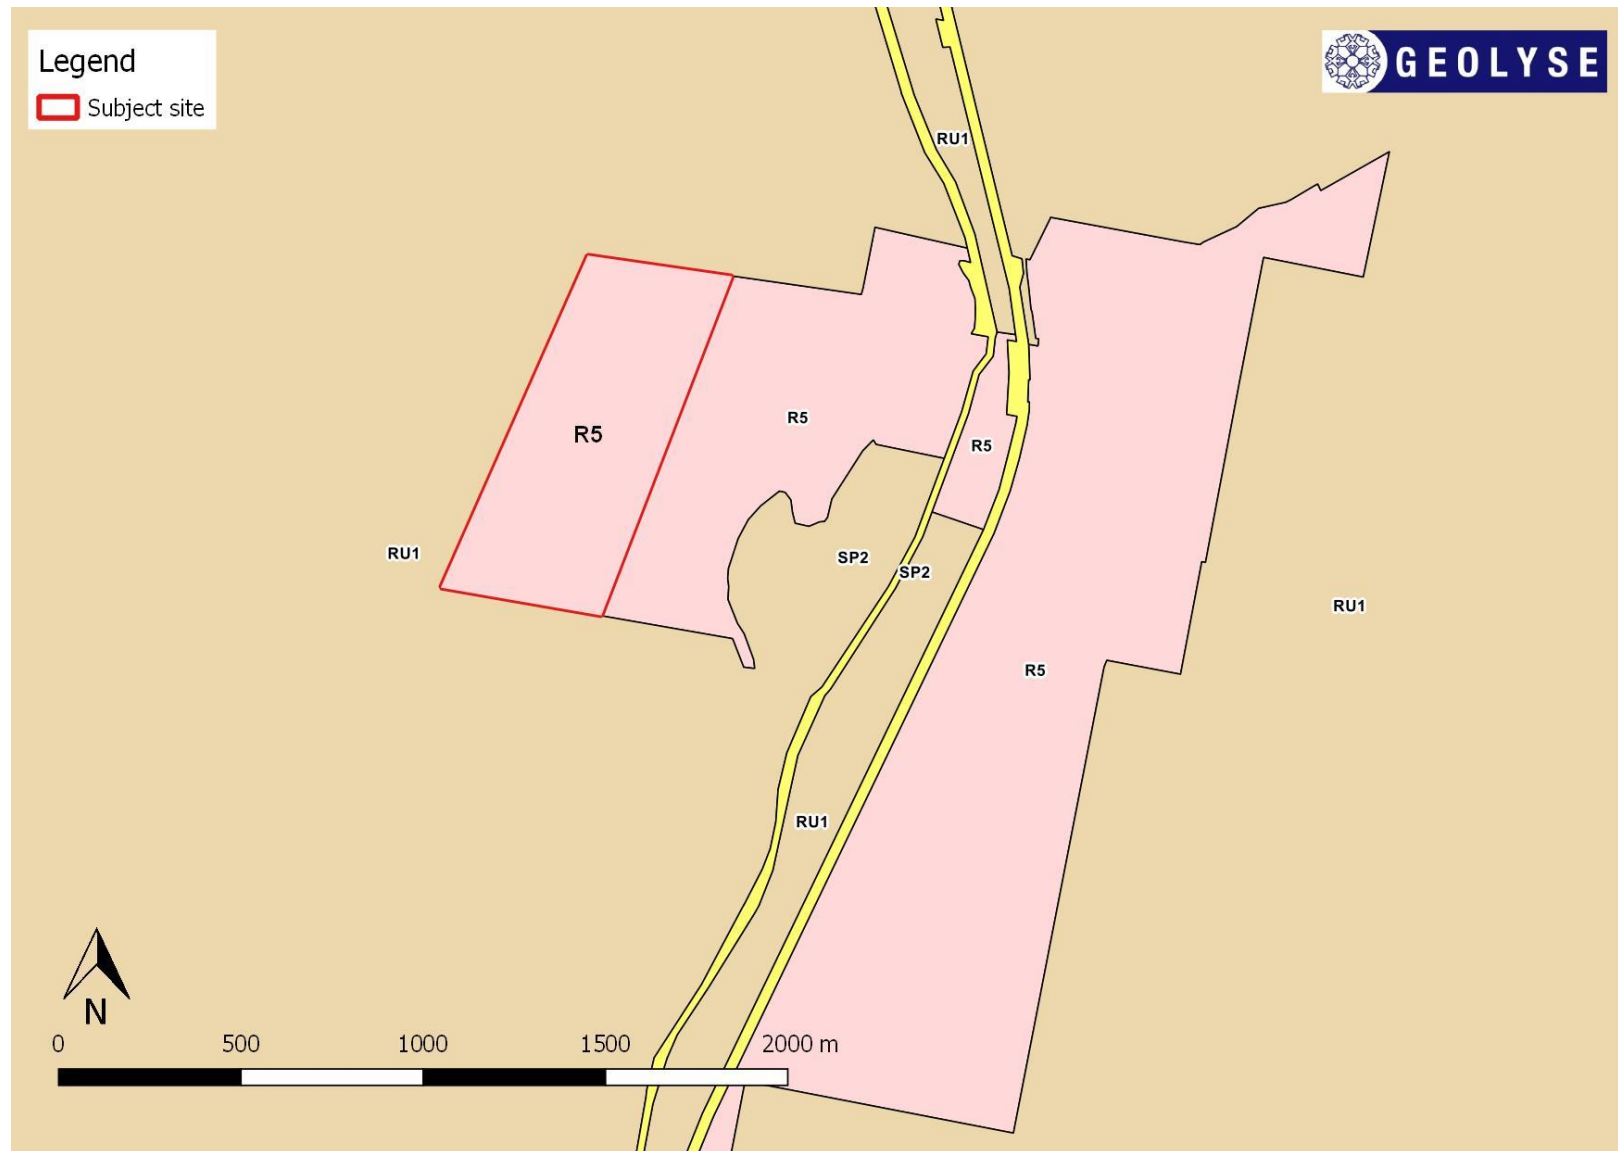 Legend
Subject site
GEOLYSE
RU1
R5
R5
R5
RU1
SP2
SP2
RU1
R5
RU1
N
0 500 1000 1500 2000 m